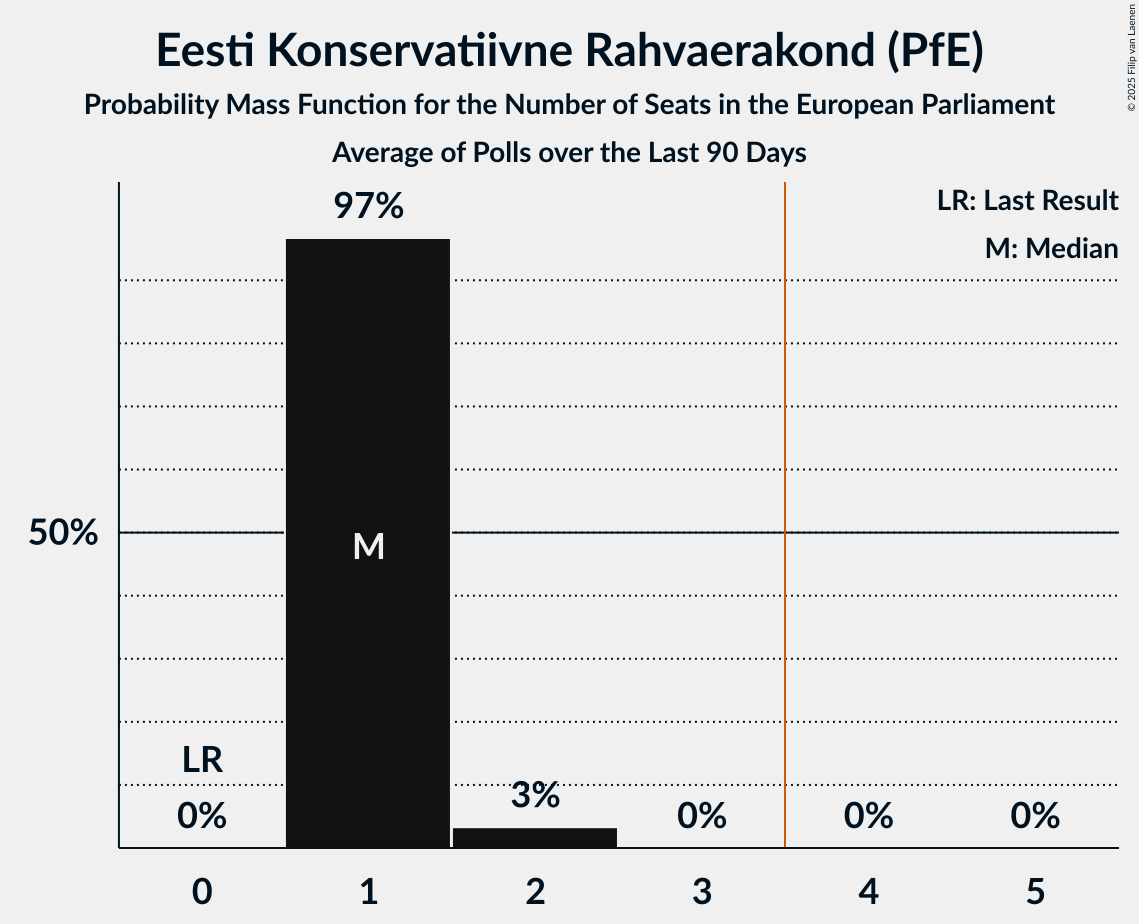 Eesti Konservatiivne Rahvaerakond (PfE)
Probability Mass Function for the Number of Seats in the European Parliament
Average of Polls over the Last 90 Days
© 2025 Filip van Laenen
LR: Last Result
M: Median
97%
50%
M
LR
0%
3%
0%
0%
0%
0
1
2
3
4
5